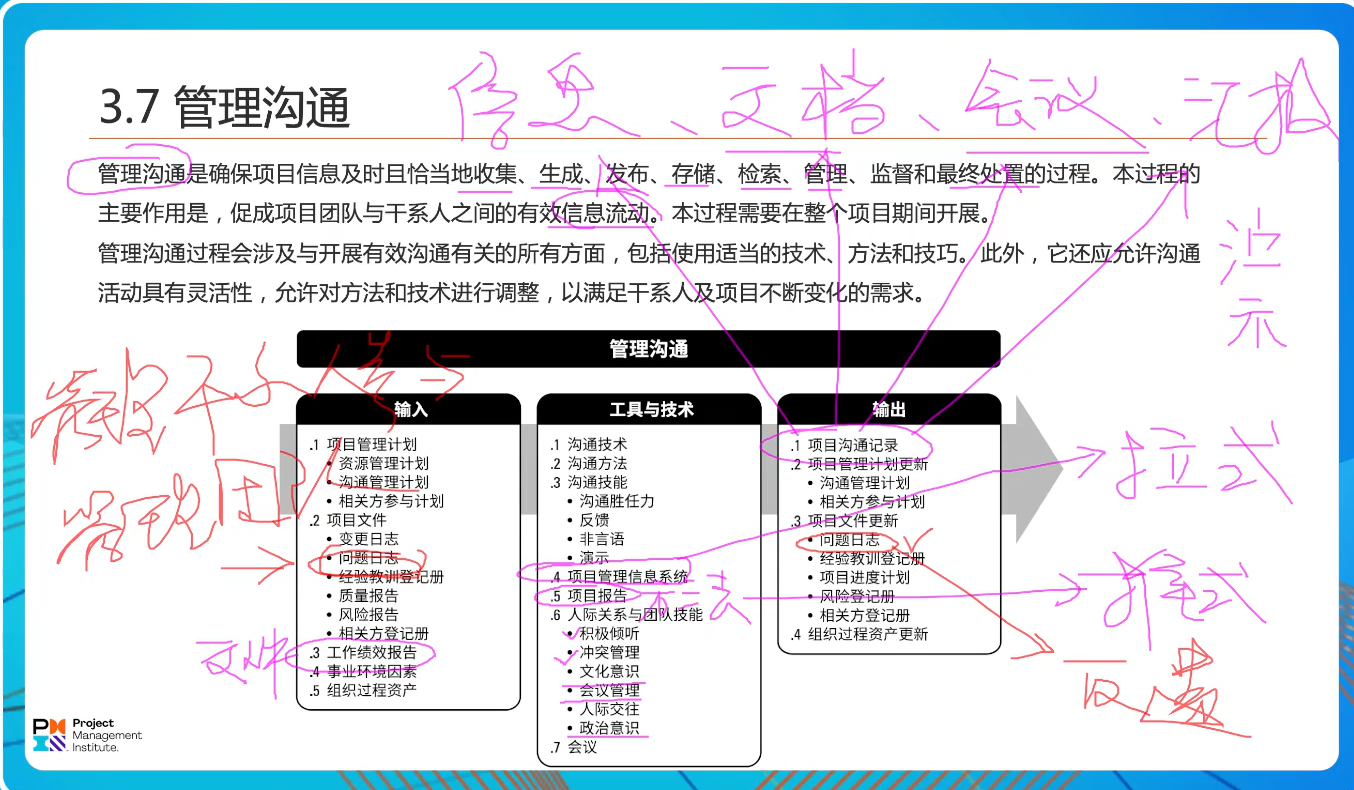 3.7 管理沟通
信息、文档、会议、汇报
演示
管理沟通是确保项目信息及时且恰当地收集、生成、发布、存储、检索、管理、监督和最终处置的过程。本过程的
主要作用是，促成项目团队与干系人之间的有效信息流动。本过程需要在整个项目期间开展。
管理沟通过程会涉及与开展有效沟通有关的所有方面，包括使用适当的技术、方法和技巧。此外，它还应允许沟通
活动具有灵活性，允许对方法和技术进行调整，以满足干系人及项目不断变化的需求。
管理沟通
管理干系人参与
管理团队
文件
输入
.1 项目管理计划
• 资源管理计划
• 沟通管理计划
• 相关方参与计划
.2 项目文件
• 变更日志
• 问题日志
• 经验教训登记册
• 质量报告
• 风险报告
• 相关方登记册
.3 工作绩效报告
.4 事业环境因素
.5 组织过程资产
工具与技术
.1 沟通技术
.2 沟通方法
.3 沟通技能
• 沟通胜任力
• 反馈
• 非言语
• 演示
.4 项目管理信息系统
.5 项目报告
.6 人际关系与团队技能
• 积极倾听
• 冲突管理
• 文化意识
• 会议管理
• 人际交往
• 政治意识
.7 会议
输出
.1 项目沟通记录
.2 项目管理计划更新
• 沟通管理计划
• 相关方参与计划
.3 项目文件更新
• 问题日志
• 经验教训登记册
• 项目进度计划
• 风险登记册
• 相关方登记册
.4 组织过程资产更新
拉式
推式
Project
Management
Institute.